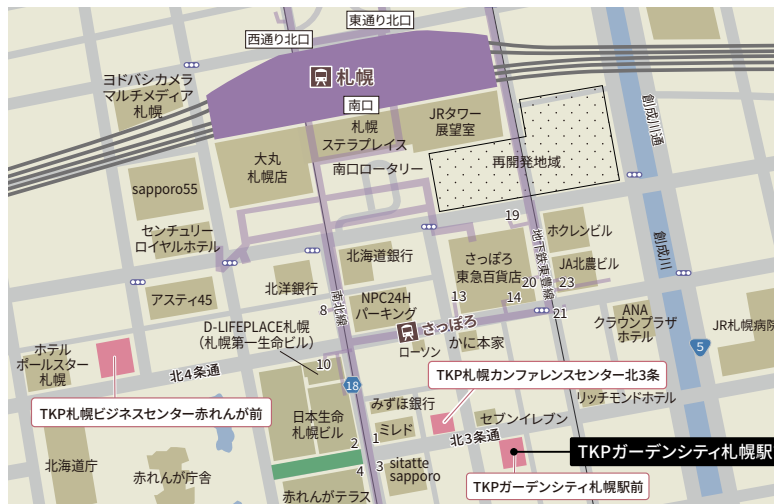 東通り北口
西通り北口
ヨドバシカメラ
マルチメディア
札幌
札幌
南口
札幌
ステラプレイス
JRタワー
展望室
創成川通
大丸
札幌店
南口ロータリー
再開発地域
sapporo55
センチュリー
ロイヤルホテル
19
ホクレンビル
地下鉄東豊線
創成川
北海道銀行
さっぽろ
東急百貨店
JA北農ビル
アスティ45
北洋銀行
南北線
NPC24H
パーキング
20
23
13
14
8
21
ANA
クラウンプラザ
ホテル
JR札幌病院
D-LIFEPLACE札幌
(札幌第一生命ビル)
さっぽろ
ローソン
かに本家
5
ホテル
ポールスター
札幌
北4条通
10
18
TKP札幌カンファレンスセンター北3条
TKP札幌ビジネスセンター赤れんが前
日本生命
札幌ビル
みずほ銀行
ミレド
セブンイレブン
リッチモンドホテル
2
1
北3条通
TKPガーデンシティ札幌駅
北海道庁
赤れんが庁舎
4
3
sitatte
sapporo
TKPガーデンシティ札幌駅前
赤れんがテラス